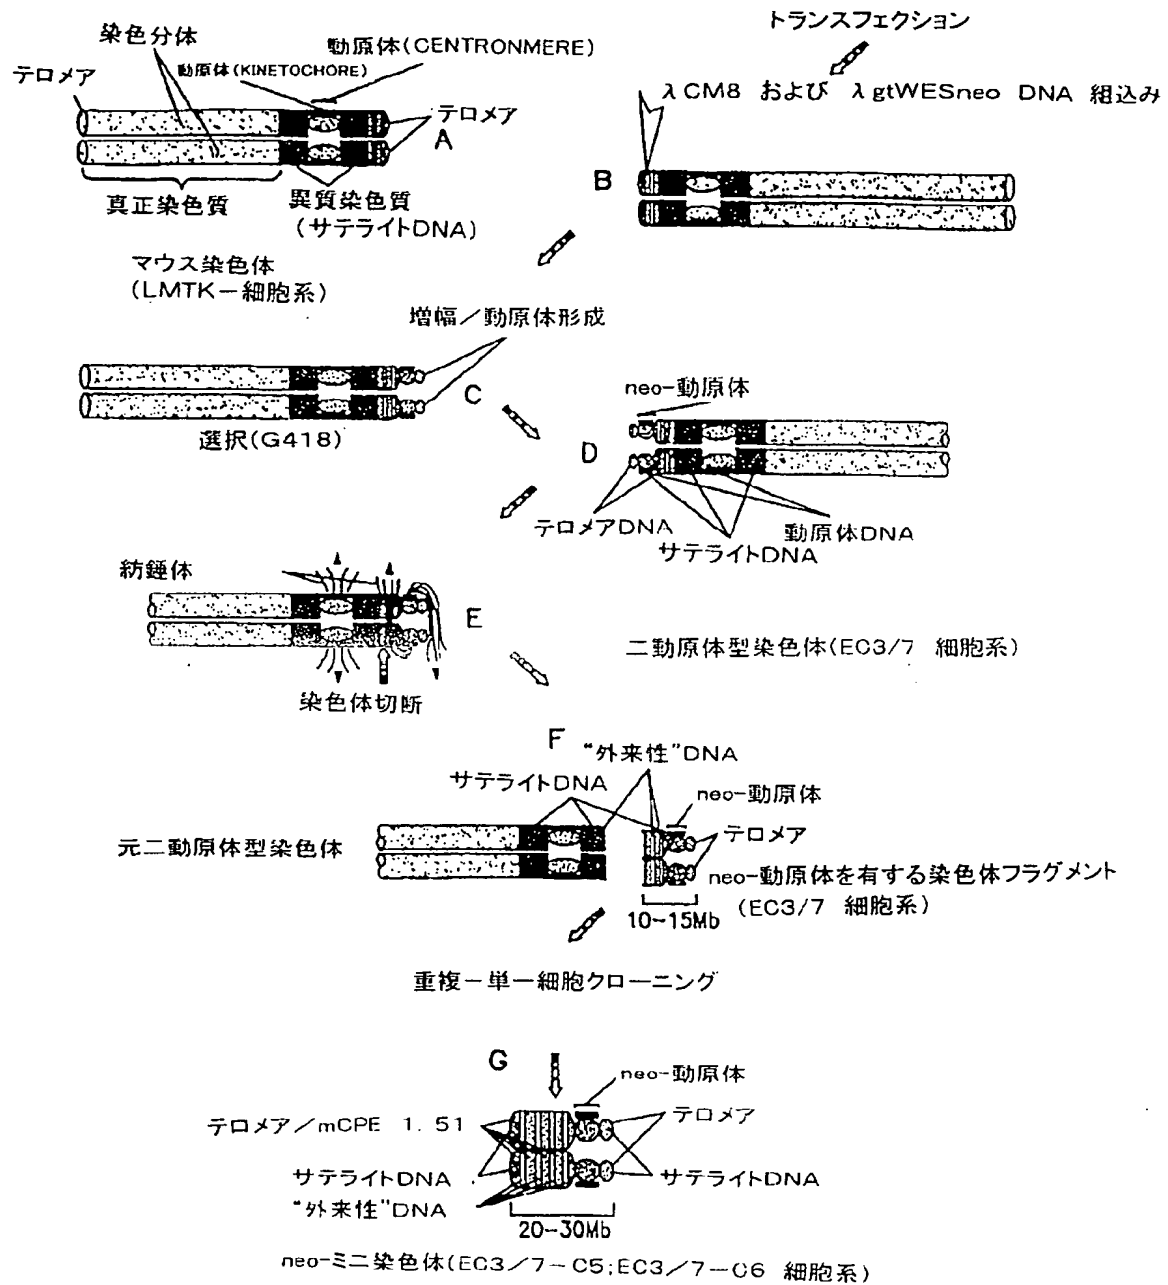 トランスフェクション
染色分体
動原体(CENTRONMERE)
動原体(KINETOCHORE)
テロメア
テロメア
A
λCM8 および λgtWESneo DNA 組込み
B
真正染色質
異質染色質
(サテライトDNA)
マウス染色体
(LMTK－細胞系)
増幅／動原体形成
C
選択(G418)
neo-動原体
D
テロメアDNA
動原体DNA
サテライトDNA
紡錘体
E
染色体切断
二動原体型染色体(EC3/7 細胞系)
F
“外来性”DNA
サテライトDNA
neo-動原体
テロメア
元二動原体型染色体
neo-動原体を有する染色体フラグメント
(EC3/7 細胞系)
10-15Mb
重複－単一細胞クローニング
G
neo-動原体
テロメア／mCPE 1. 51
テロメア
サテライトDNA
サテライトDNA
“外来性”DNA
20-30Mb
neo-ミニ染色体(EC3／7－C5;EC3／7－C6 細胞系)